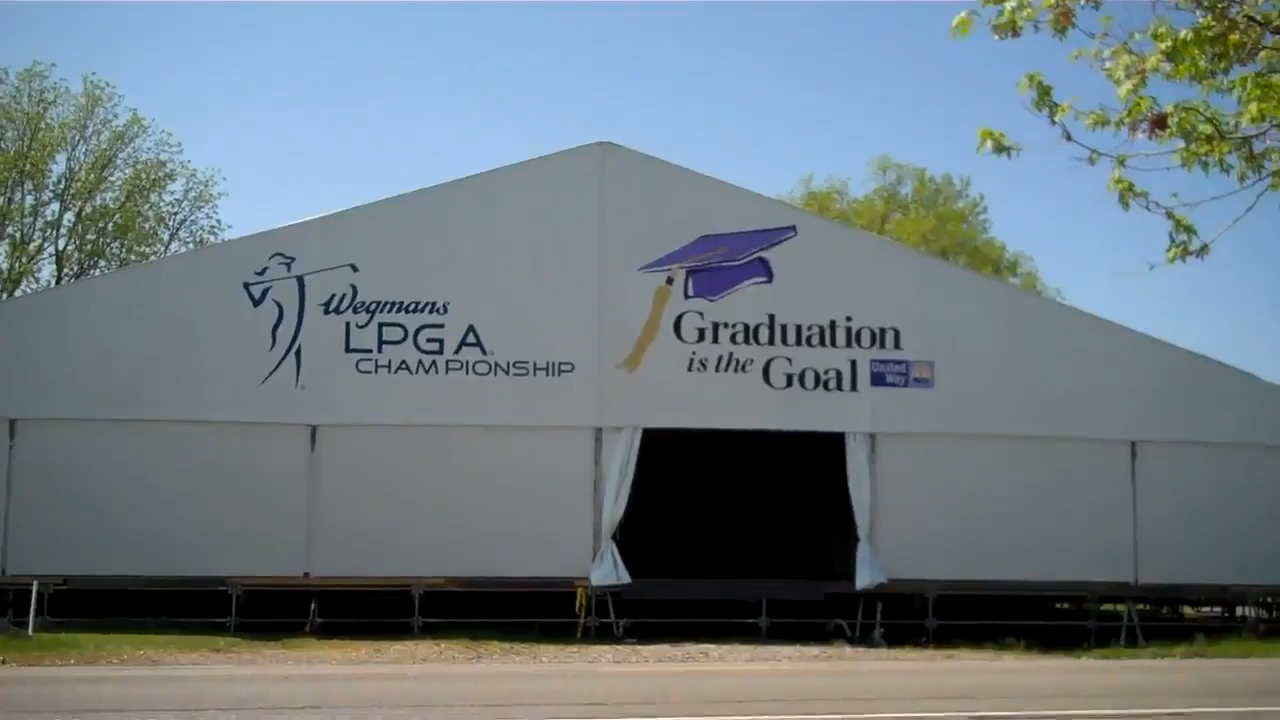 Wegmans
LPGA
CHAMPIONSHIP
Graduation
is the Goal
United
Way